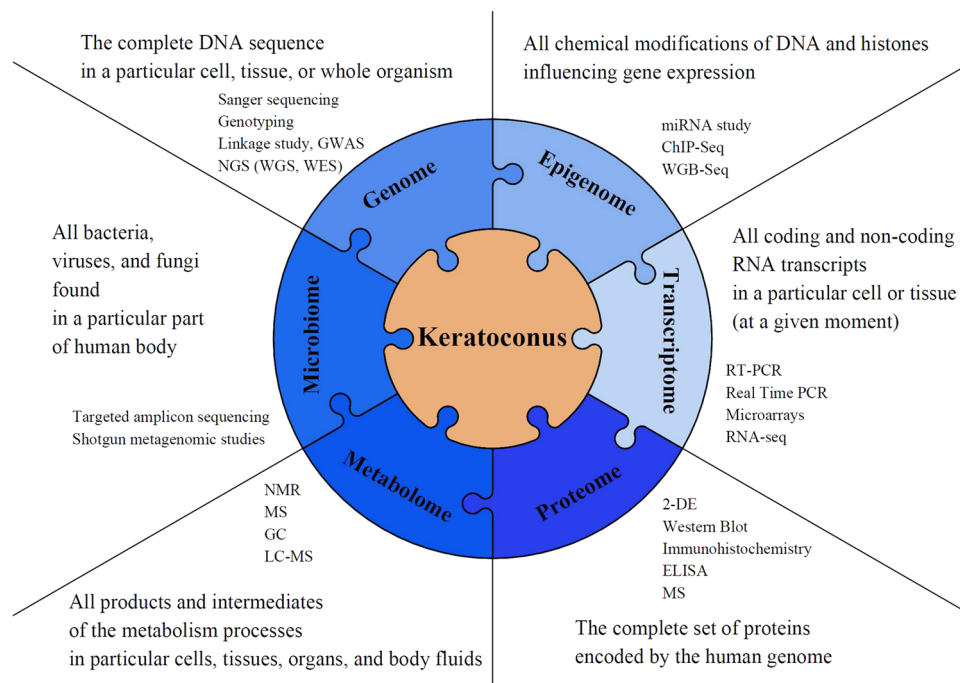 The complete DNA sequence
in a particular cell, tissue, or whole organism
Sanger sequencing
Genotyping
Linkage study, GWAS
NGS (WGS, WES)
Genome
All chemical modifications of DNA and histones
influencing gene expression
miRNA study
ChIP-Seq
WGB-Seq
Epigenome
All coding and non-coding
RNA transcripts
in a particular cell or tissue
(at a given moment)
RT-PCR
Real Time PCR
Microarrays
RNA-seq
Transcriptome
2-DE
Western Blot
Immunohistochemistry
ELISA
MS
The complete set of proteins
encoded by the human genome
Proteome
NMR
MS
GC
LC-MS
All products and intermediates
of the metabolism processes
in particular cells, tissues, organs, and body fluids
Metabolome
All bacteria,
viruses, and fungi
found
in a particular part
of human body
Targeted amplicon sequencing
Shotgun metagenomic studies
Microbiome
Keratoconus